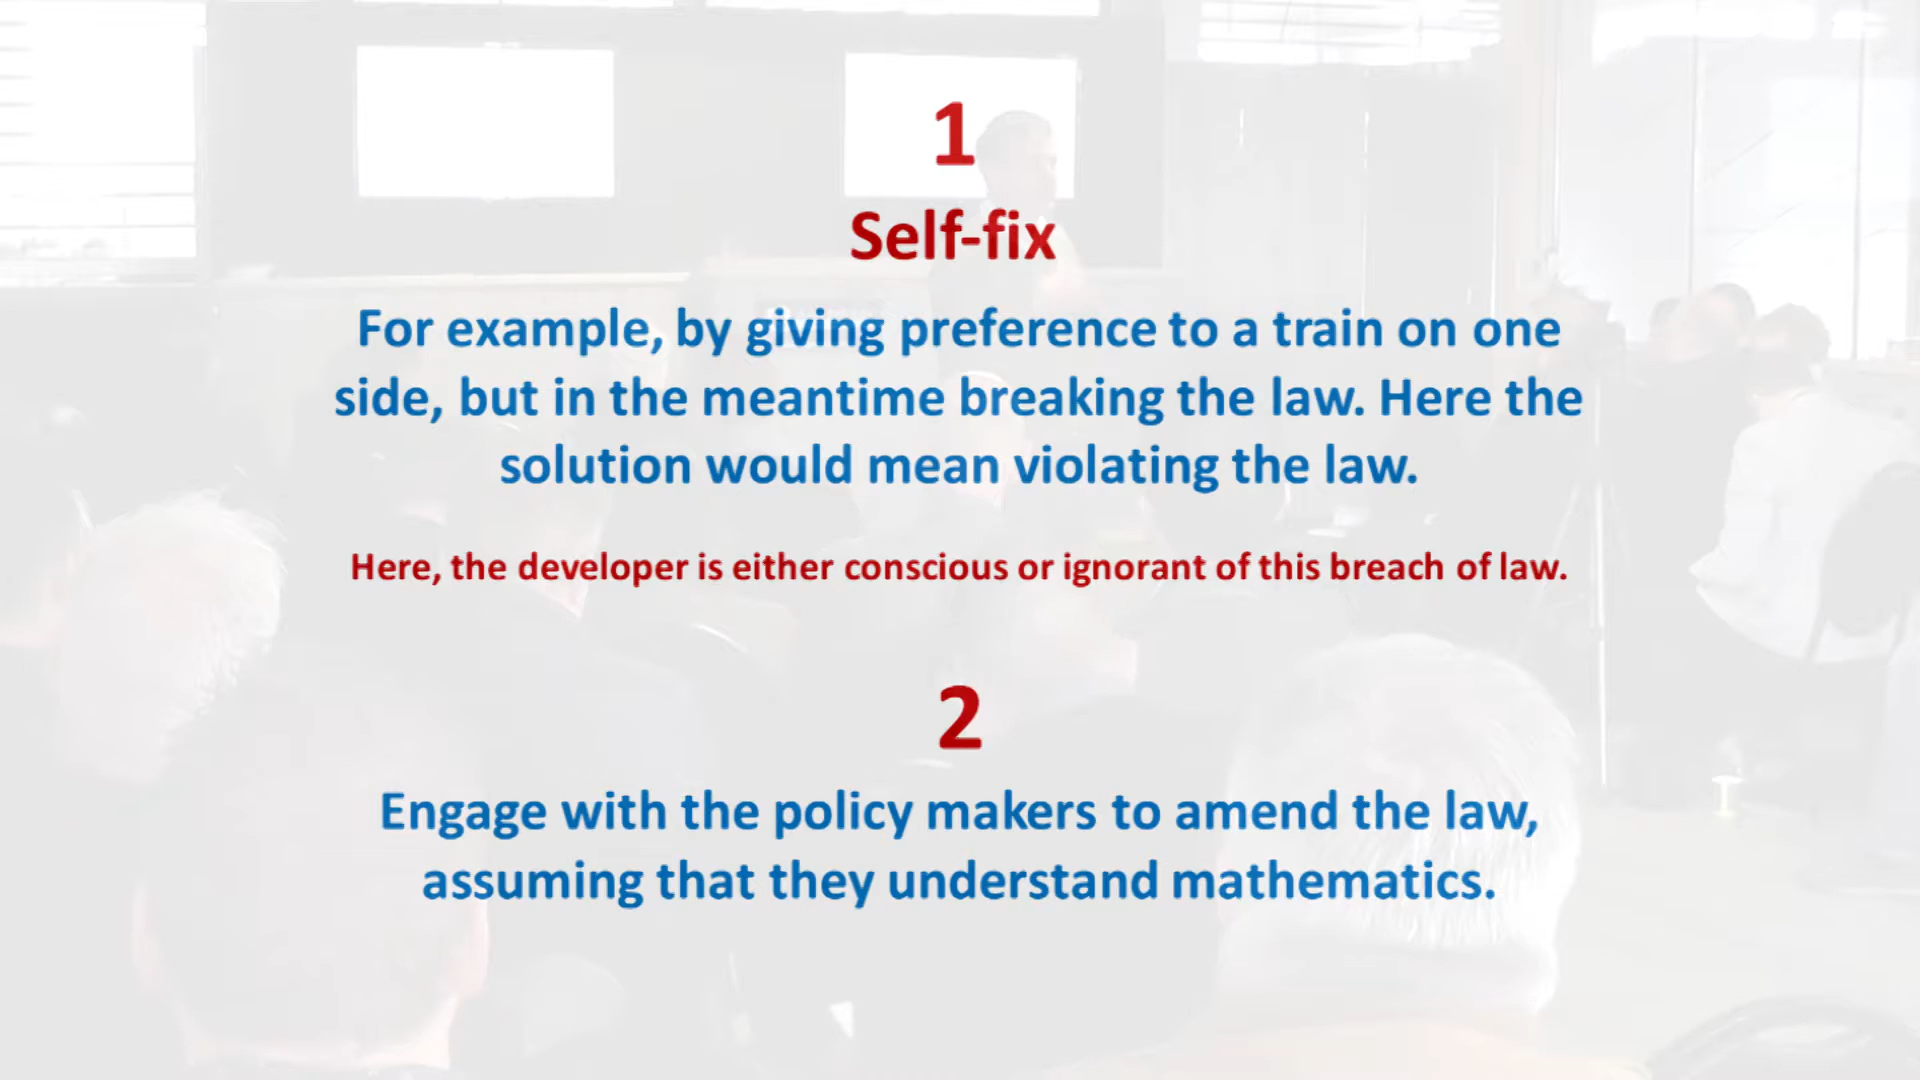 1
Self-fix
For example, by giving preference to a train on one
side, but in the meantime breaking the law. Here the
solution would mean violating the law.
Here, the developer is either conscious or ignorant of this breach of law.
2
Engage with the policy makers to amend the law,
assuming that they understand mathematics.